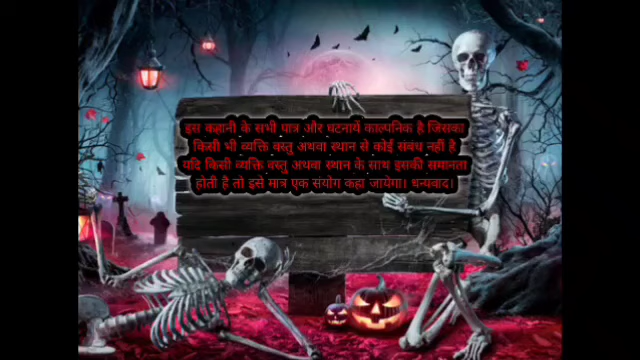 इस कहानी के सभी पात्र और घटनायें काल्पनिक है जिसका
किसी भी व्यक्ति वस्तु अथवा स्थान से कोई संबंध नहीं है
यदि किसी व्यक्ति वस्तु अथवा स्थान के साथ इसकी समानता
होती है तो इसे मात्र एक संयोग कहा जायेगा। धन्यवाद।